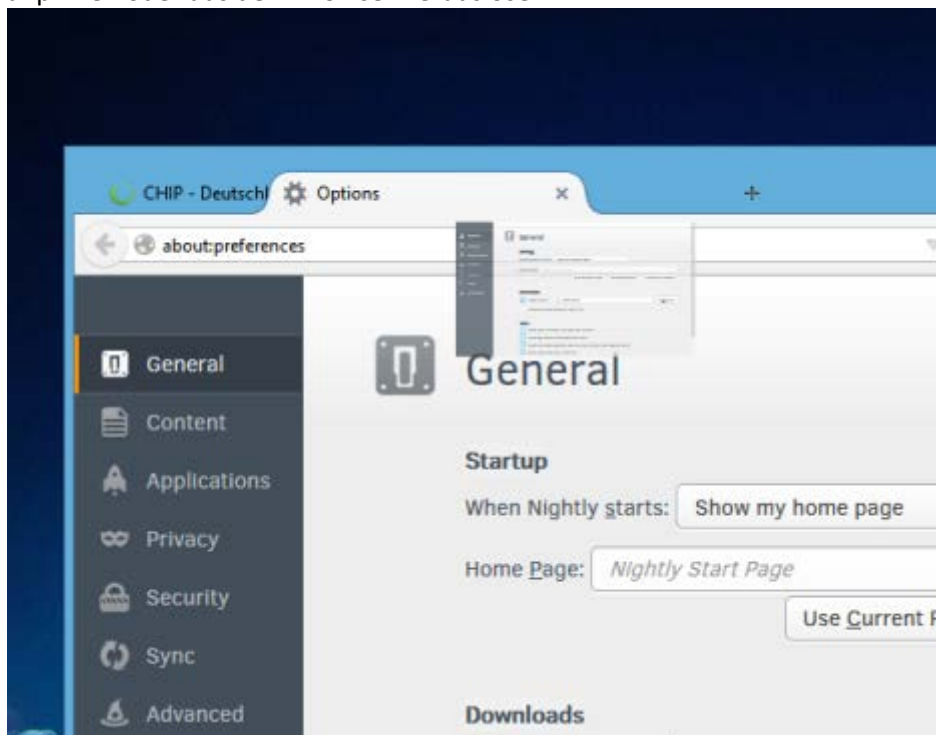 CHIP - Deutschl
Options
about:preferences
General
General
Content
Startup
Applications
When Nightly starts: Show my home page
Privacy
Home Page: Nightly Start Page
Security
Use Current
Sync
Advanced
Downloads